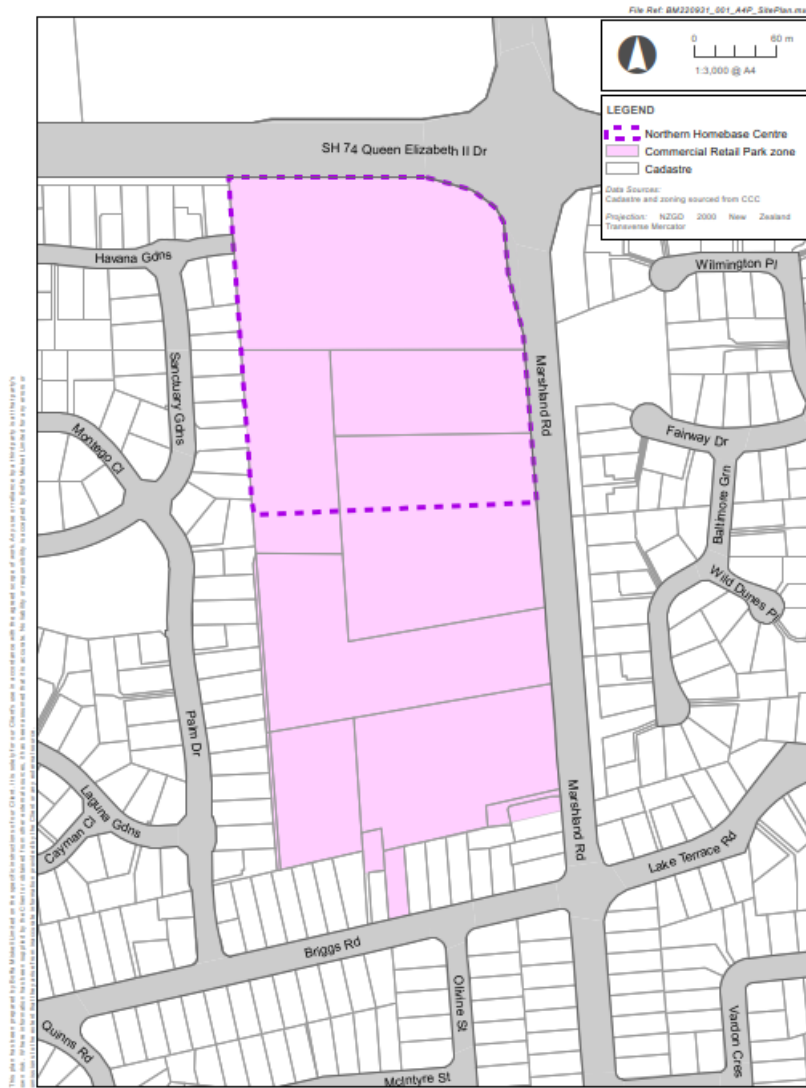 File Ref: BM220931_001_A4P_SitePlan.mx
0 60 m
1:3,000 @ A4
LEGEND
Northern Homebase Centre
Commercial Retail Park zone
Cadastre
Data Sources:
Cadastre and zoning sourced from CCC
Projection: NZGD 2000 New Zealand
Transverse Mercator
SH 74 Queen Elizabeth II Dr
Havana Gdns
Wilmington Pl
Sanctuary Gdns
Marshland Rd
Montego Cl
Fairway Dr
Baltimore Grn
Wild Dunes Pl
Palm Dr
Laguna Gdns
Cayman Cl
Marshland Rd
Lake Terrace Rd
Briggs Rd
Olivine St
Vardon Cres
Quinns Rd
McIntyre St